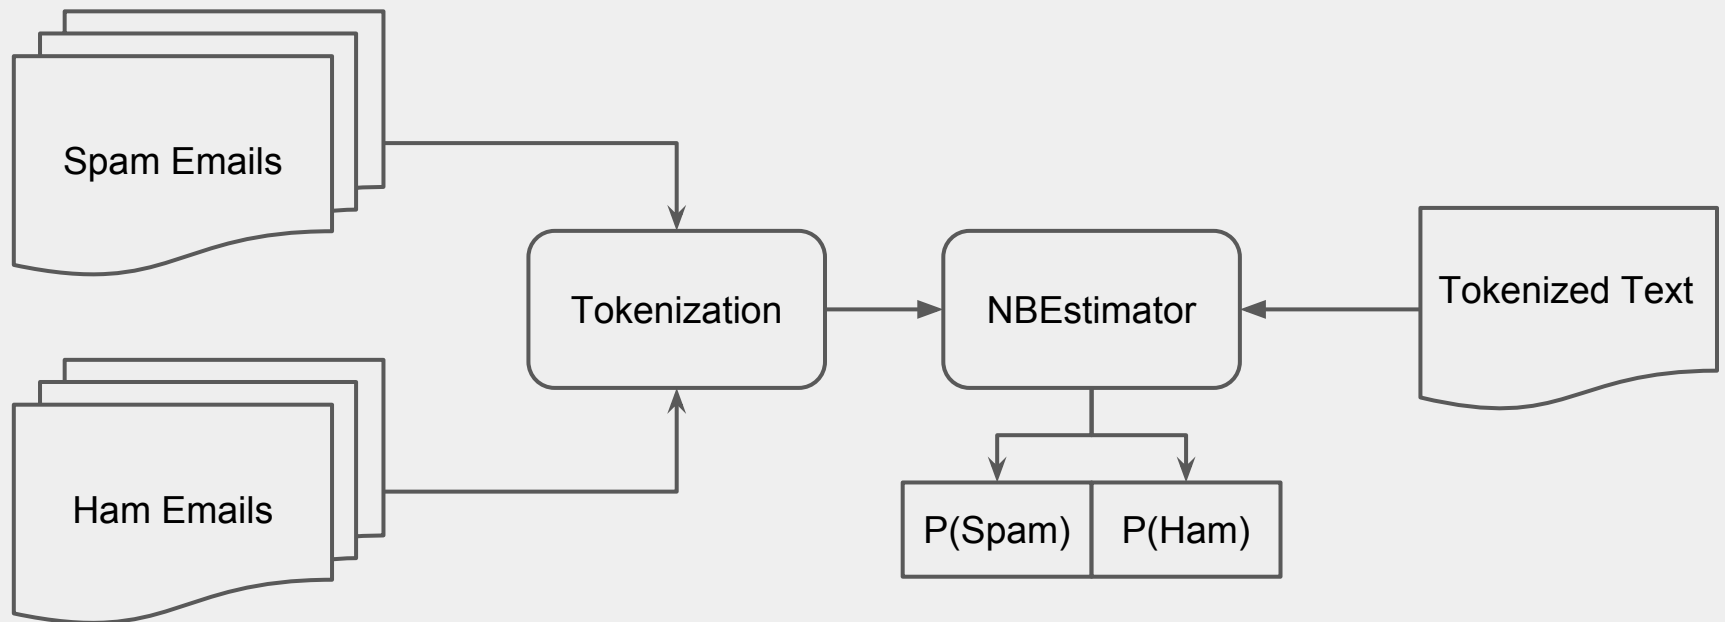 Spam Emails
Tokenization
NBEstimator
Tokenized Text
Ham Emails
P(Spam)
P(Ham)